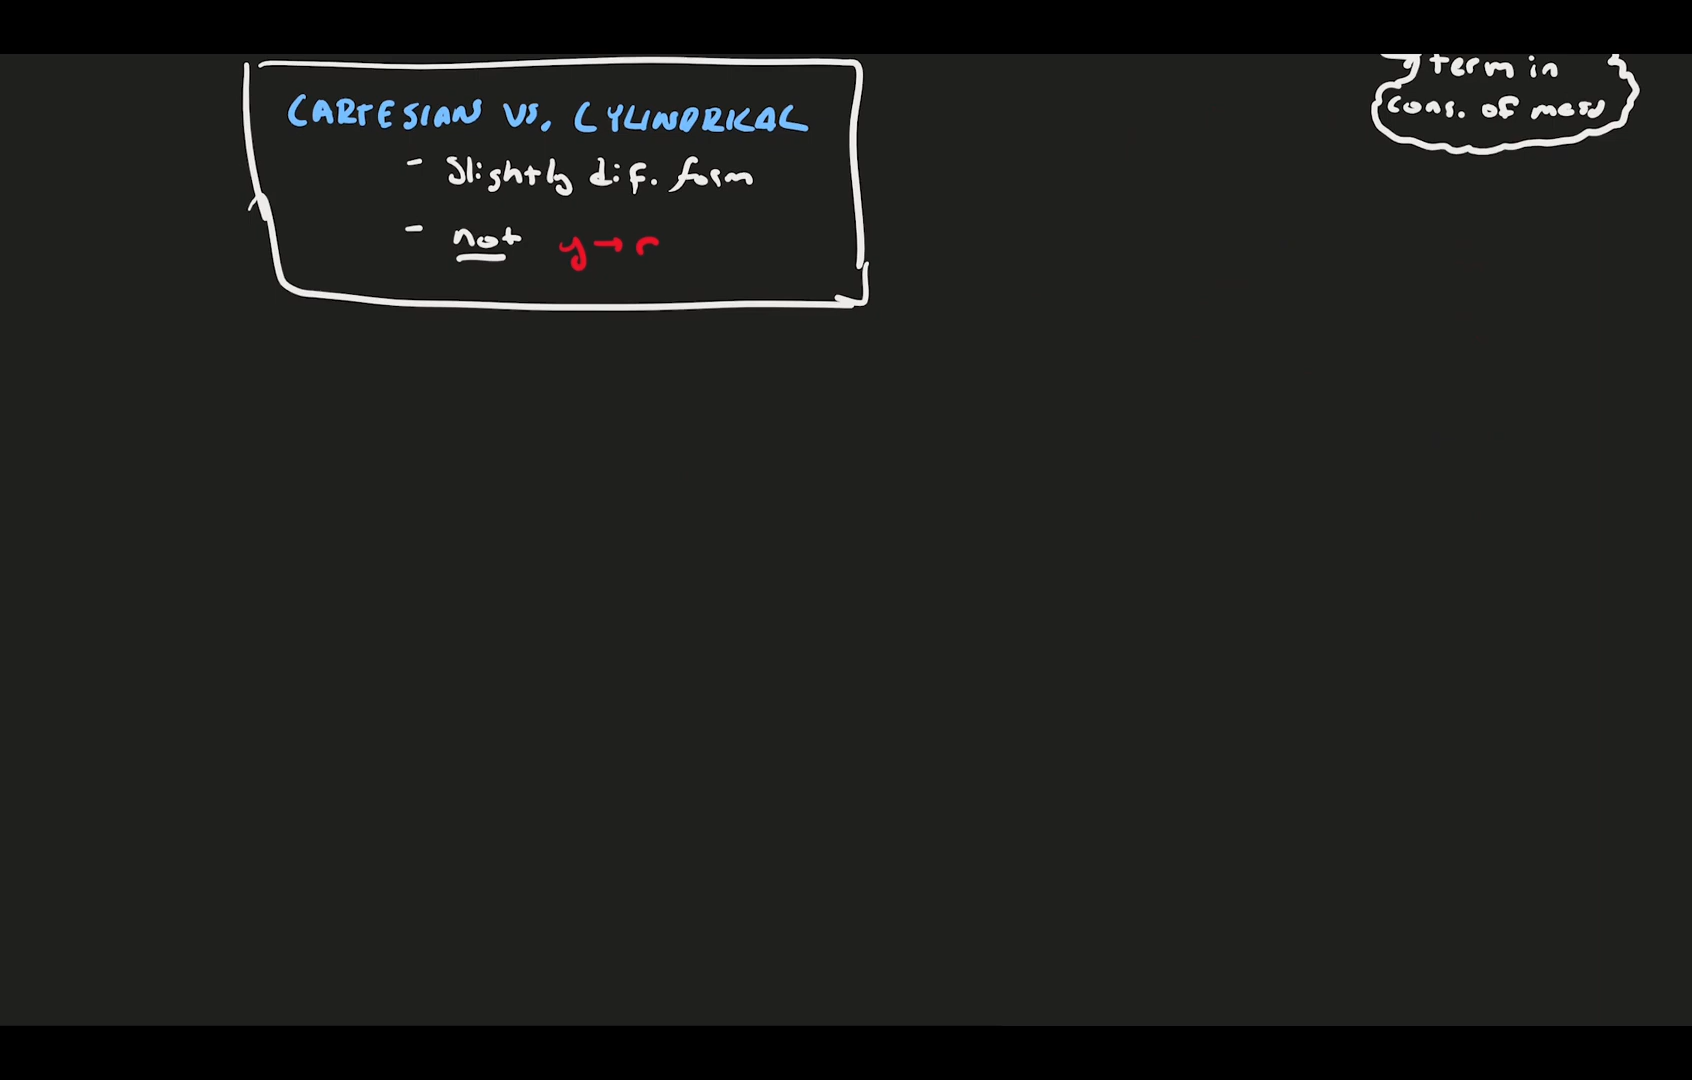 CARTESIAN VS. CYLINDRICAL
- Slightly dif. form
- not y → r
term in
cons. of mass